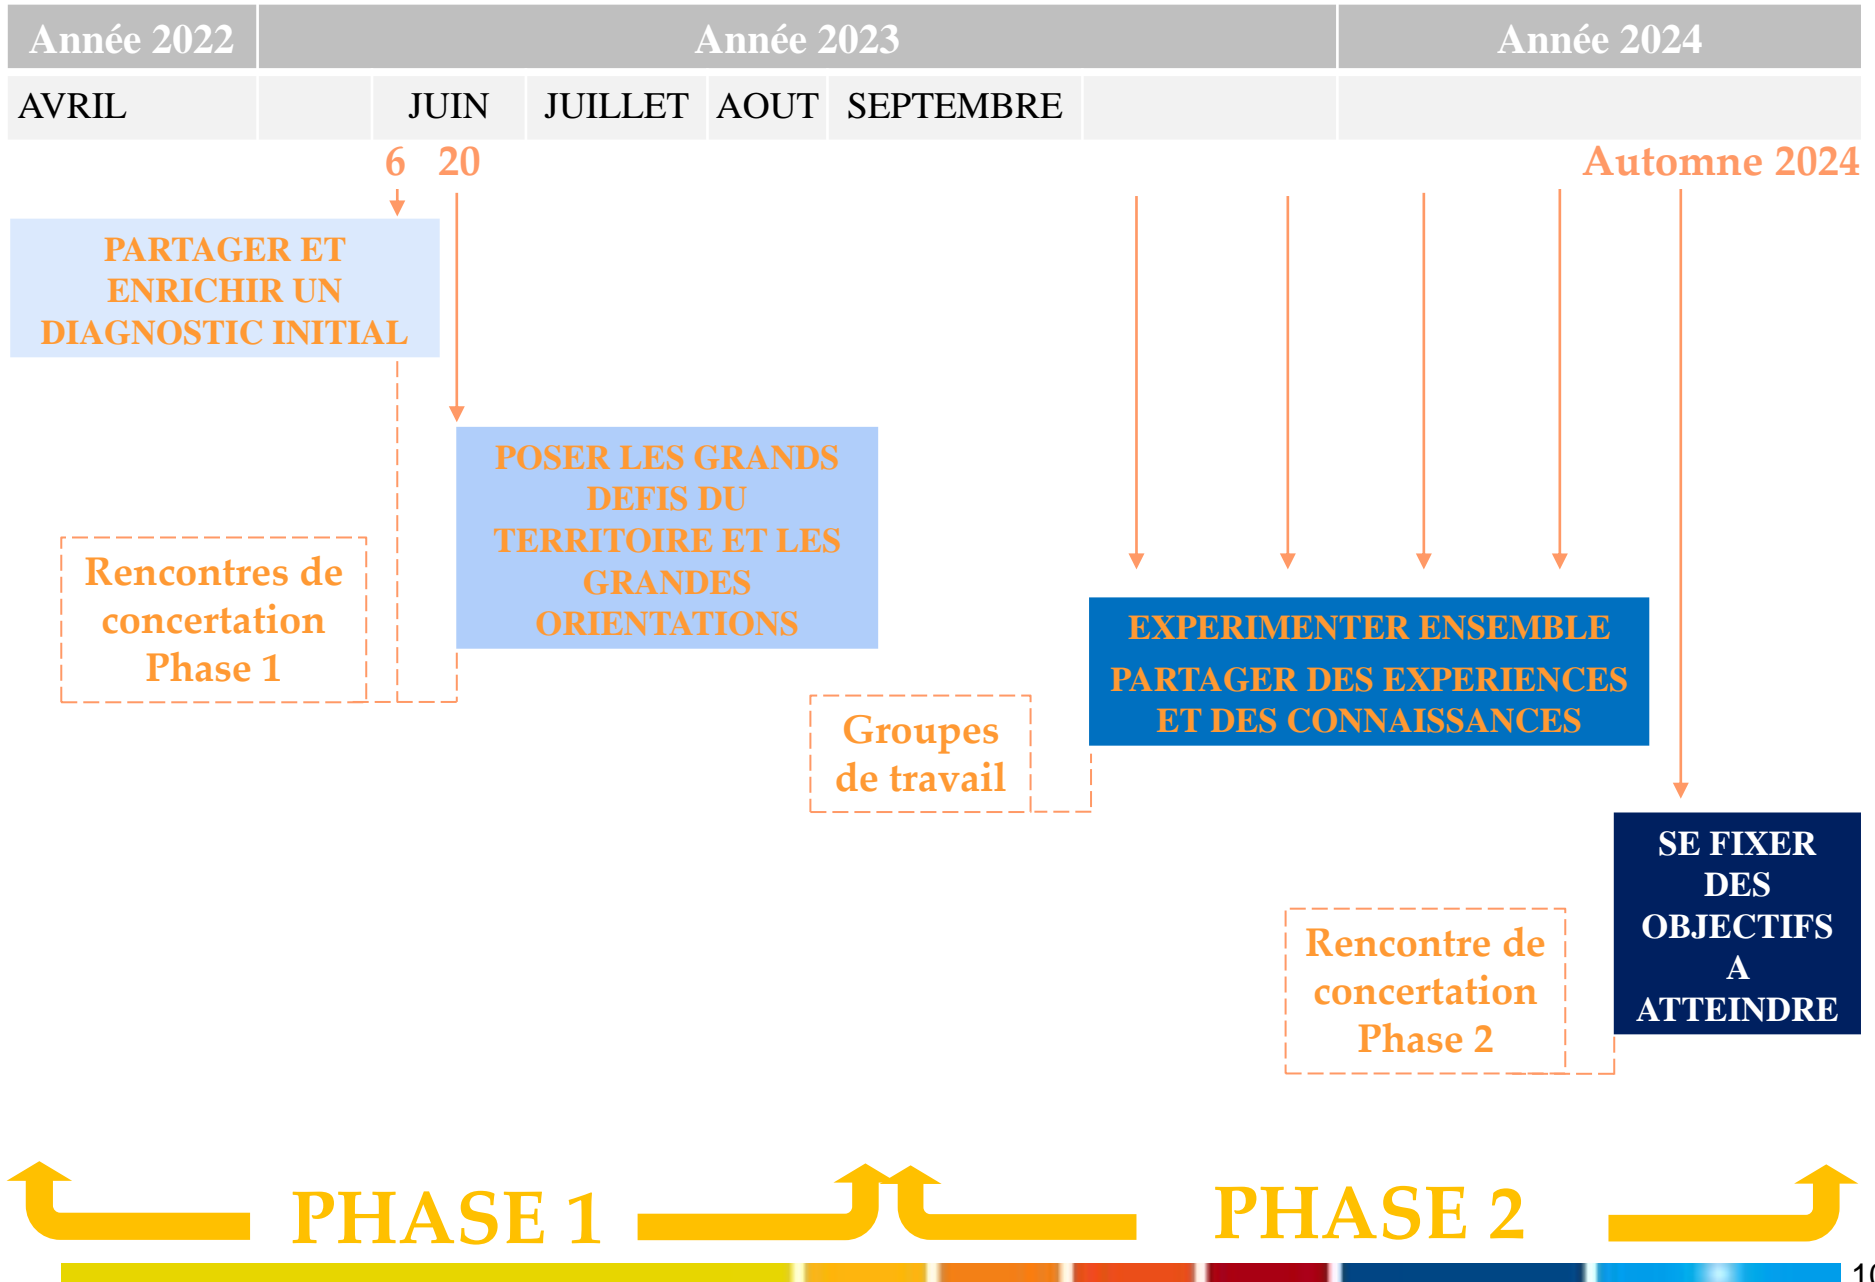 Année 2022 Année 2023 Année 2024
AVRIL JUIN JUILLET AOUT SEPTEMBRE
6 20 Automne 2024
PARTAGER ET
ENRICHIR UN
DIAGNOSTIC INITIAL
POSER LES GRANDS
DEFIS DU
TERRITOIRE ET LES
GRANDES
ORIENTATIONS
Rencontres de
concertation
Phase 1
EXPERIMENTER ENSEMBLE
PARTAGER DES EXPERIENCES
ET DES CONNAISSANCES
Groupes
de travail
SE FIXER
DES
OBJECTIFS
A
ATTEINDRE
Rencontre de
concertation
Phase 2
PHASE 1 PHASE 2